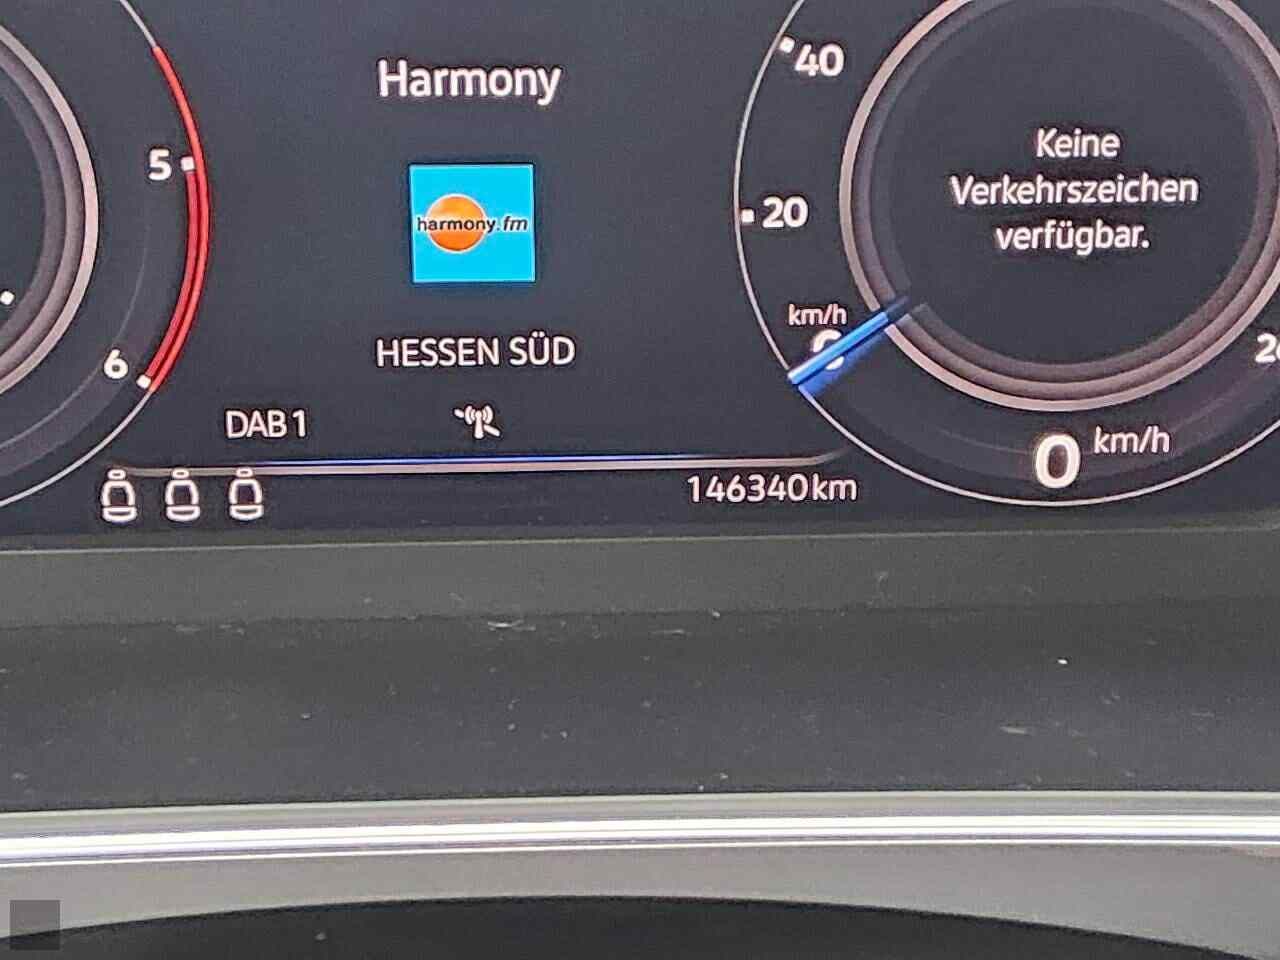 Harmony
harmony.fm
HESSEN SÜD
DAB 1
146340 km
5
6
40
20
km/h
0
Keine
Verkehrszeichen
verfügbar.
0 km/h